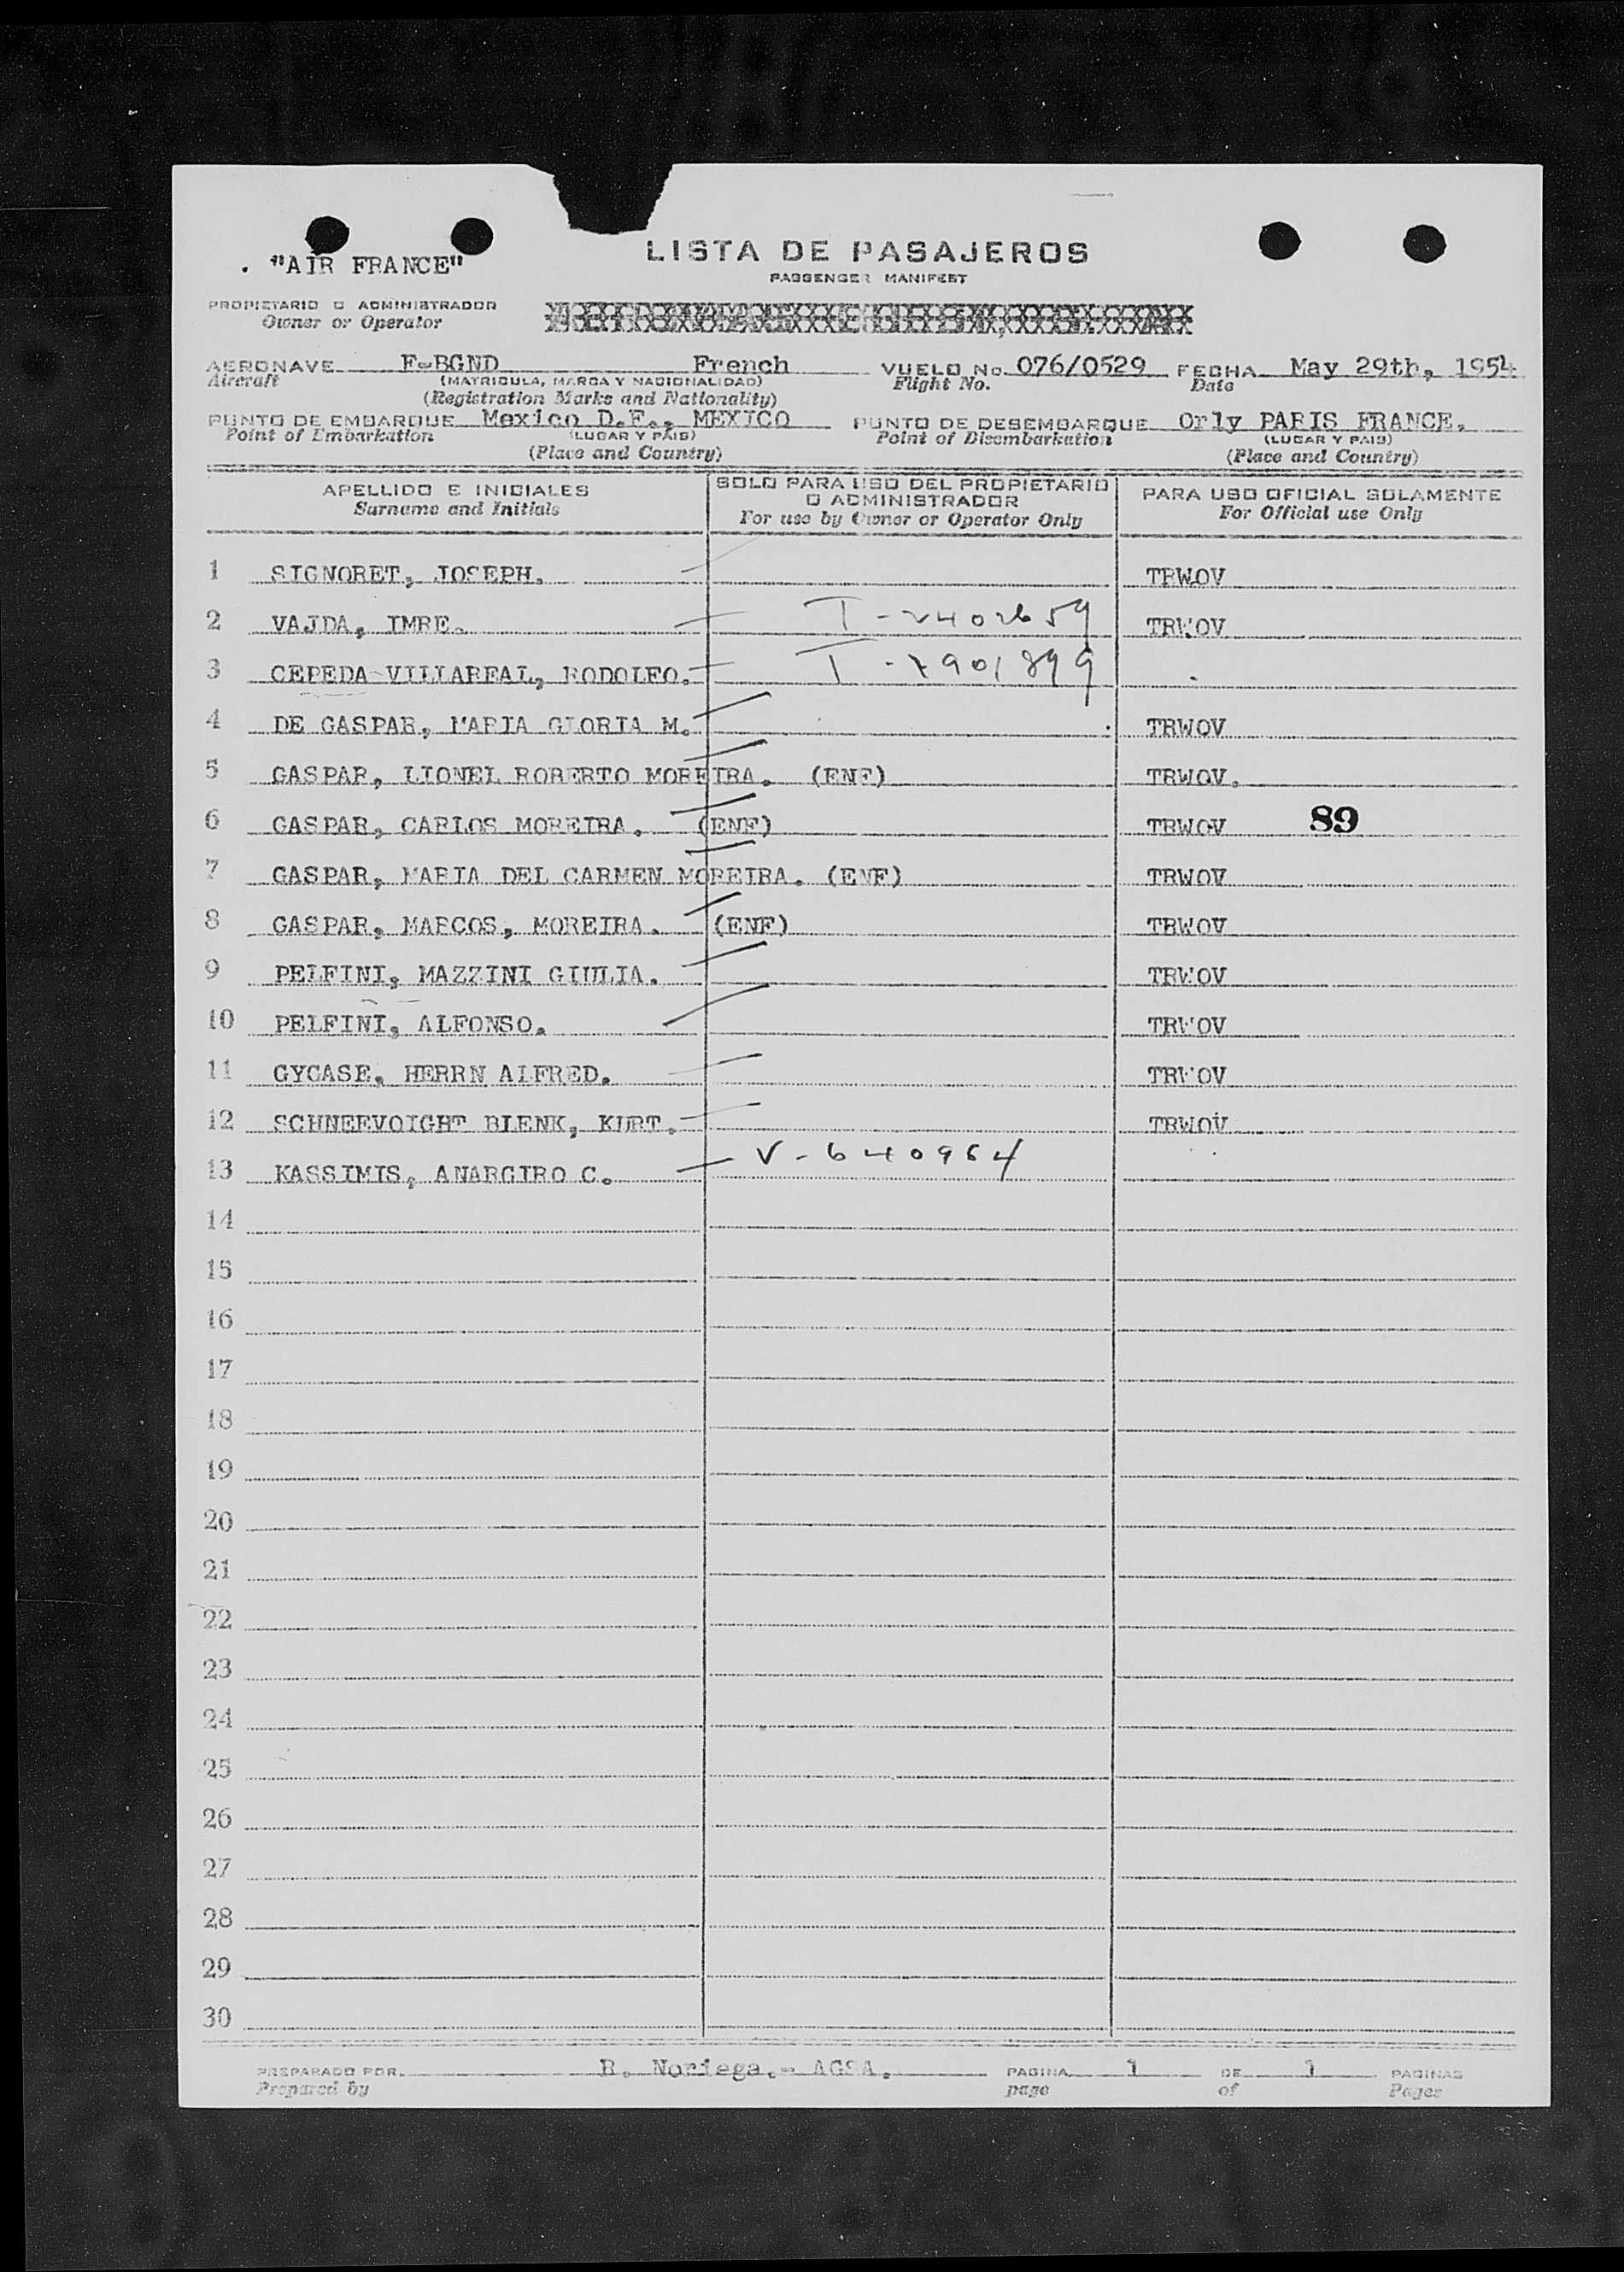 LISTA DE PASAJEROS
. "AIR FRANCE"
PASSENGER MANIFEST
PROPIETARIO O ADMINISTRADOR
Owner or Operator
AERONAVE F-BGND French VUELO No. 076/0529 FECHA May 29th, 1954
Aircraft (MATRICULA, MARCA Y NACIONALIDAD) Flight No. Date
(Registration Marks and Nationality)
PUNTO DE EMBARQUE Mexico D.F., MEXICO PUNTO DE DESEMBARQUE Orly PARIS FRANCE.
Point of Embarkation (LUGAR Y PAIS) Point of Disembarkation (LUGAR Y PAIS)
(Place and Country) (Place and Country)
APELLIDO E INICIALES SOLO PARA USO DEL PROPIETARIO O ADMINISTRADOR PARA USO OFICIAL SOLAMENTE
Surname and Initials For use by Owner or Operator Only For Official use Only
1 SIGNORET, JOSEPH. TRWOV
2 VAJDA, IMRE. T-2402659 TRWOV
3 CEPEDA VILLAREAL, RODOLFO. T-7901899
4 DE GASPAR, MARIA GLORIA M. TRWOV
5 GASPAR, LIONEL ROBERTO MOREIRA. (ENF) TRWOV.
6 GASPAR, CARLOS MOREIRA. (ENF) TRWOV 89
7 GASPAR, MARIA DEL CARMEN MOREIRA. (ENF) TRWOV
8 GASPAR, MARCOS, MOREIRA. (ENF) TRWOV
9 PELFINI, MAZZINI GIULIA. TRWOV
10 PELFINI, ALFONSO. TRWOV
11 GYCASE, HERRN ALFRED. TRWOV
12 SCHNEEVOIGHT BLENK, KURT. TRWOV
13 KASSIMIS, ANARGIRO C. V-640964
14
15
16
17
18
19
20
21
22
23
24
25
26
27
28
29
30
PREPARADO POR. R. Noriega.- AGSA. PAGINA 1 DE 1 PAGINAS
Prepared by page of Pages